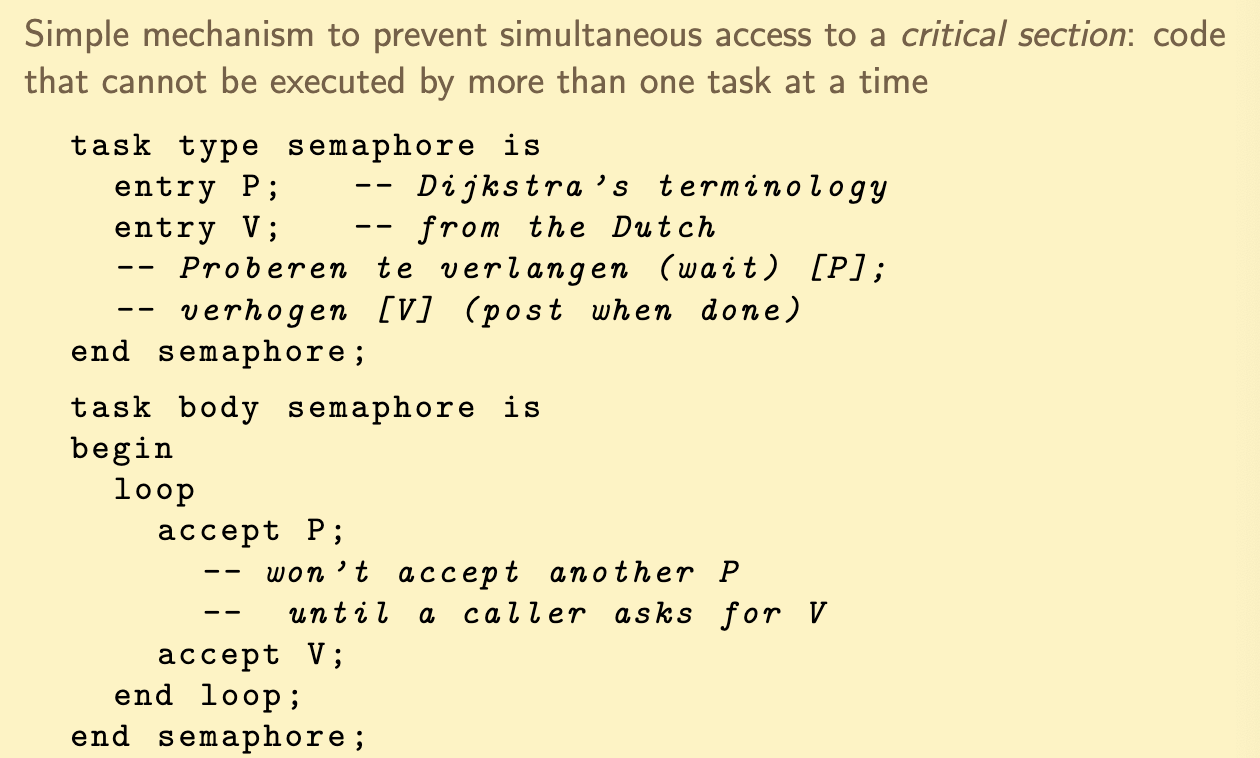 Simple mechanism to prevent simultaneous access to a critical section: code
that cannot be executed by more than one task at a time
task type semaphore is
entry P; -- Dijkstra's terminology
entry V; -- from the Dutch
-- Proberen te verlangen (wait) [P];
-- verhogen [V] (post when done)
end semaphore;
task body semaphore is
begin
loop
accept P;
-- won't accept another P
-- until a caller asks for V
accept V;
end loop;
end semaphore;